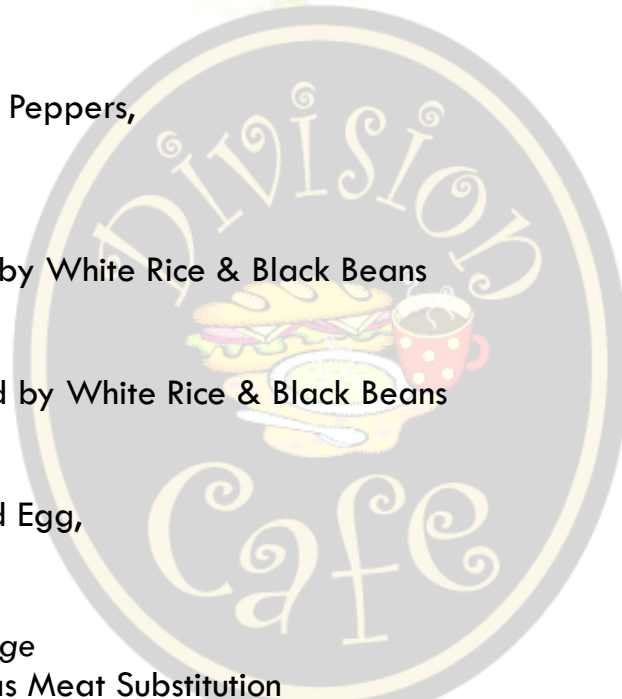 Peppers,
Division
by White Rice & Black Beans
d by White Rice & Black Beans
d Egg,
Cafe
ge
as Meat Substitution